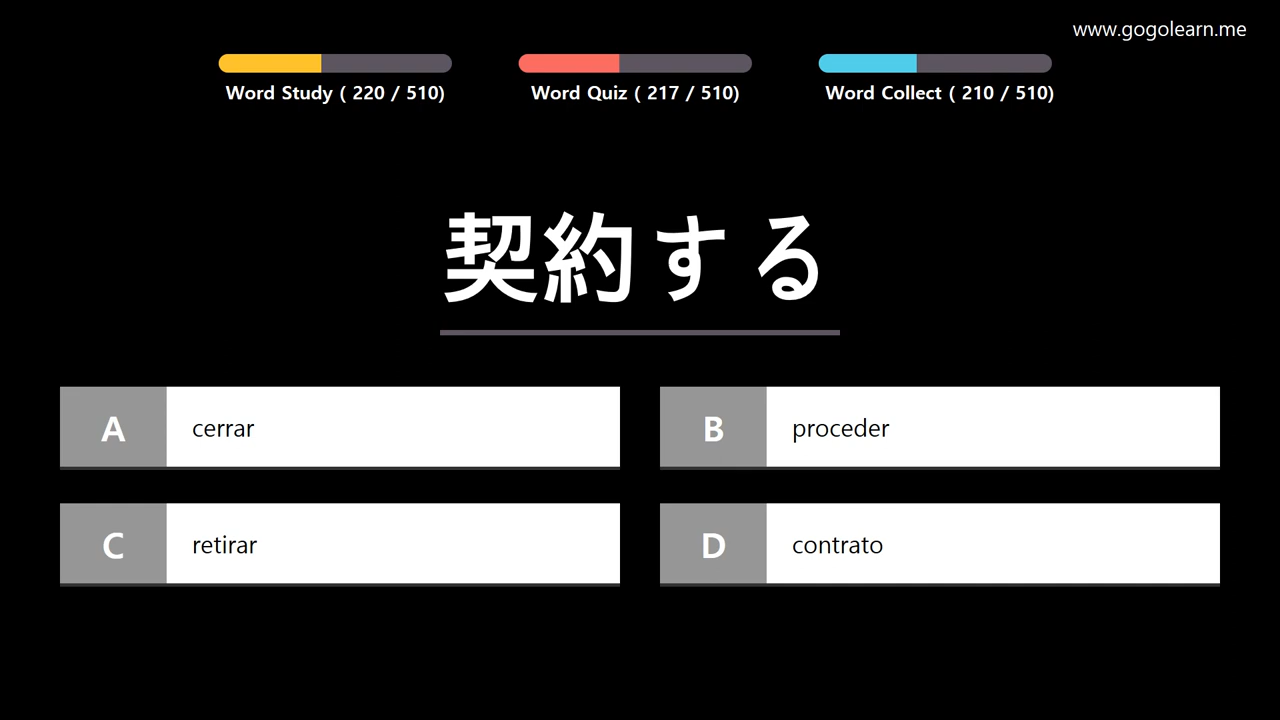 www.gogolearn.me
Word Study ( 220 / 510)
Word Quiz ( 217 / 510)
Word Collect ( 210 / 510)
契約する
A cerrar
B proceder
C retirar
D contrato